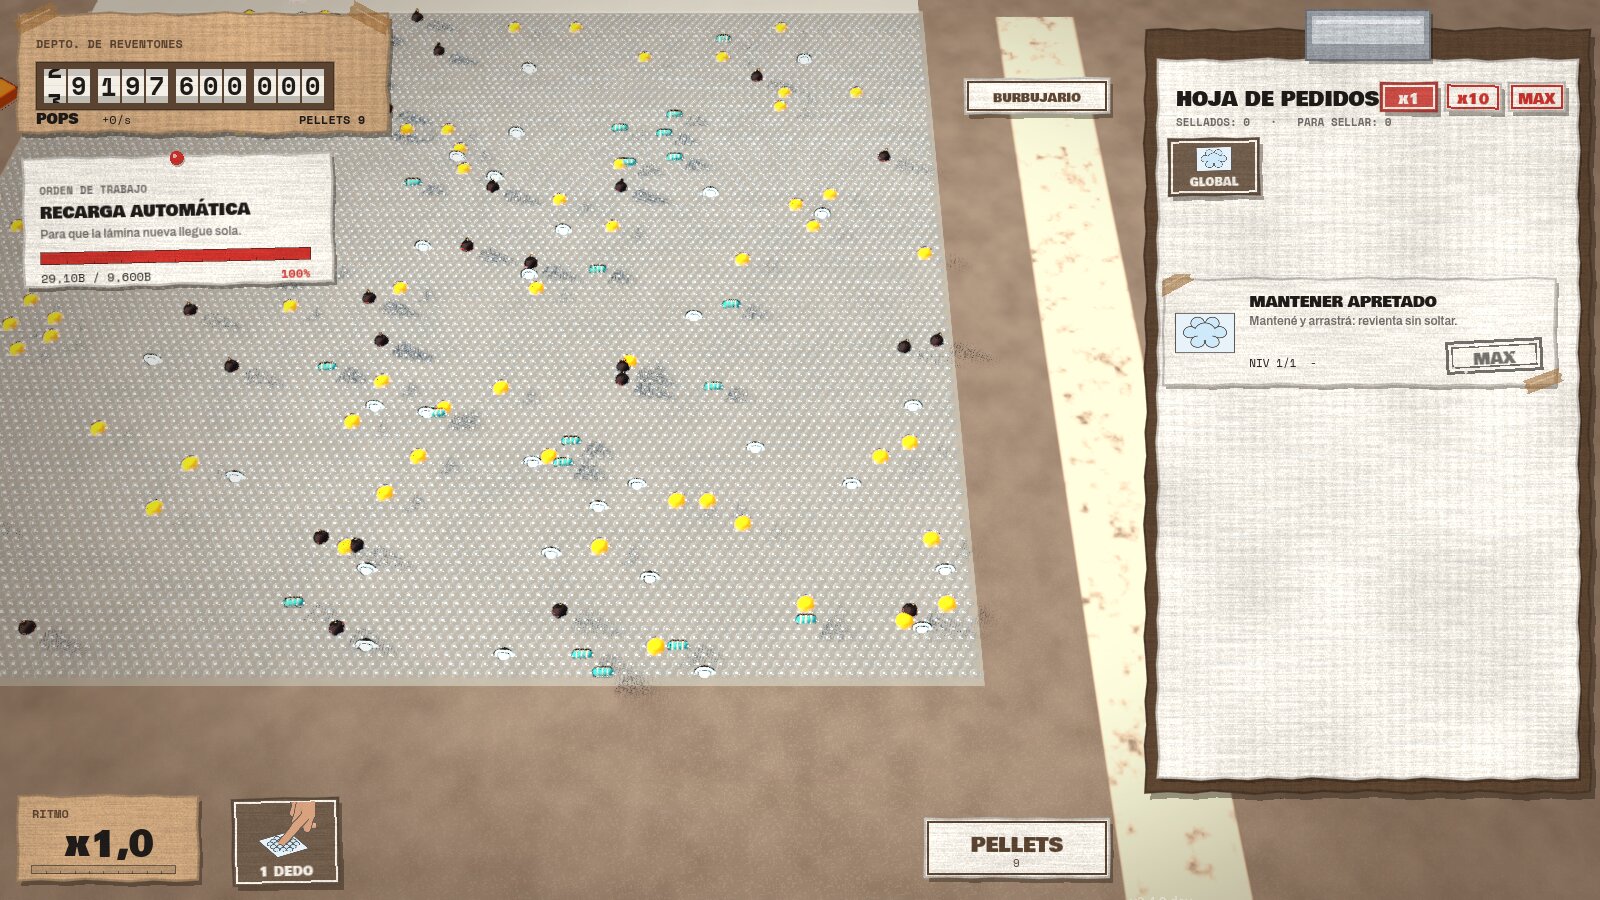 DEPTO. DE REVENTONES
9 197 600 000
POPS +0/s PELLETS 9
ORDEN DE TRABAJO
RECARGA AUTOMÁTICA
Para que la lámina nueva llegue sola.
29.10B / 9.600B 100%
BURBUJARIO
HOJA DE PEDIDOS x1 x10 MAX
SELLADOS: 0 · PARA SELLAR: 0
GLOBAL
MANTENER APRETADO
Mantené y arrastrá: revienta sin soltar.
NIV 1/1 -
MAX
RITMO
x1,0
1 DEDO
PELLETS
9